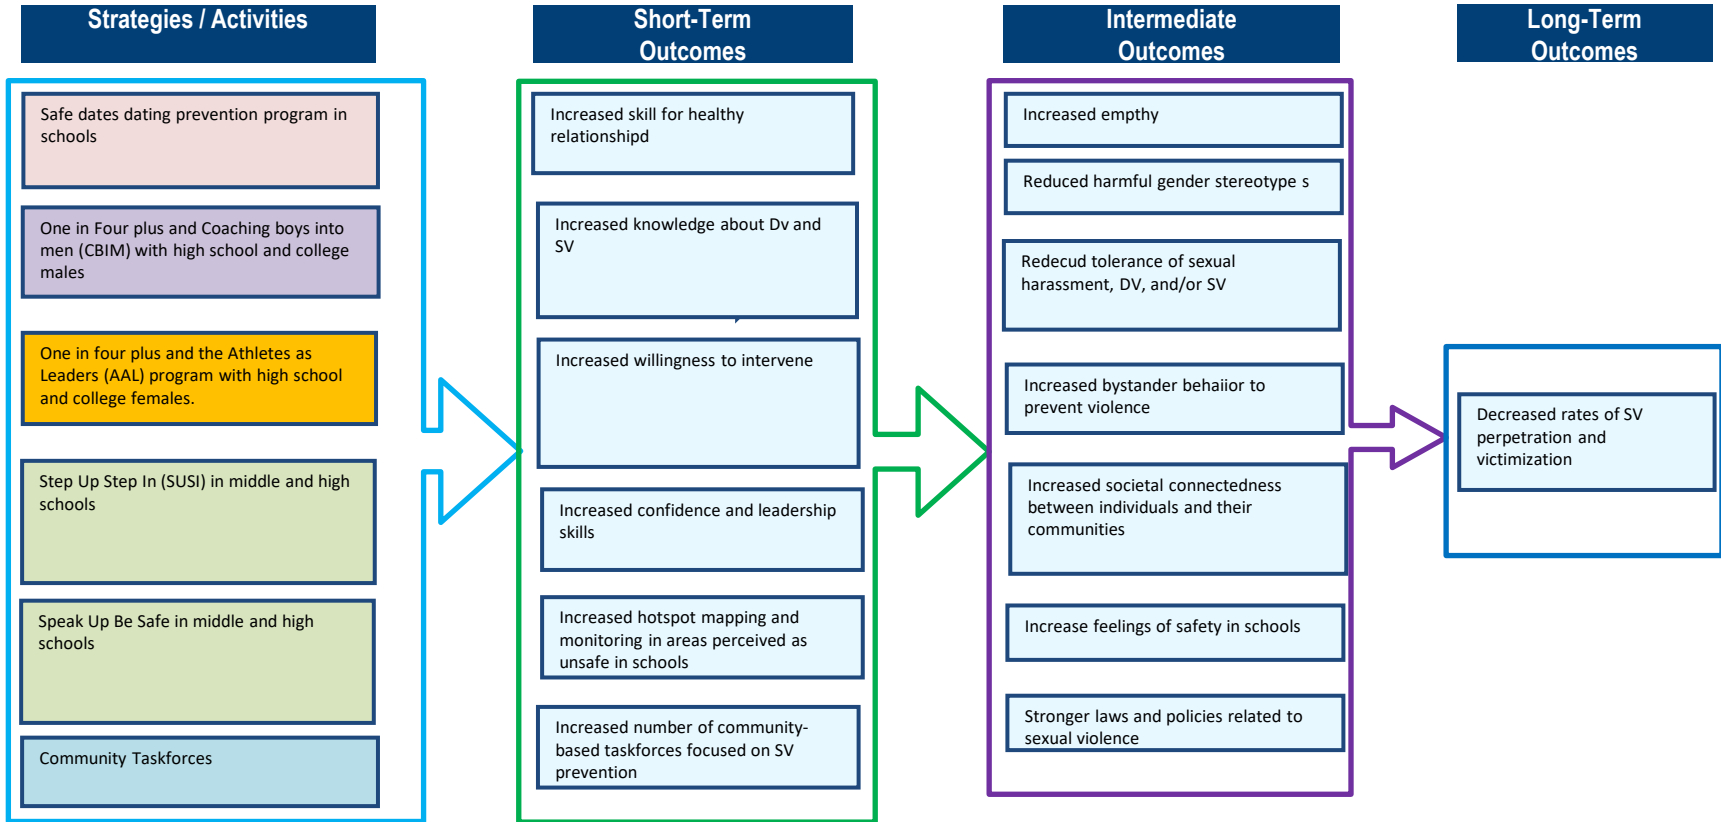 Strategies / Activities
Safe dates dating prevention program in
schools
One in Four plus and Coaching boys into
men (CBIM) with high school and college
males
One in four plus and the Athletes as
Leaders (AAL) program with high school
and college females.
Step Up Step In (SUSI) in middle and high
schools
Speak Up Be Safe in middle and high
schools
Community Taskforces
Short-Term
Outcomes
Increased skill for healthy
relationshipd
Increased knowledge about Dv and
SV
Increased willingness to intervene
Increased confidence and leadership
skills
Increased hotspot mapping and
monitoring in areas perceived as
unsafe in schools
Increased number of community-
based taskforces focused on SV
prevention
Intermediate
Outcomes
Increased empthy
Reduced harmful gender stereotype s
Redecud tolerance of sexual
harassment, DV, and/or SV
Increased bystander behaiior to
prevent violence
Increased societal connectedness
between individuals and their
communities
Increase feelings of safety in schools
Stronger laws and policies related to
sexual violence
Long-Term
Outcomes
Decreased rates of SV
perpetration and
victimization